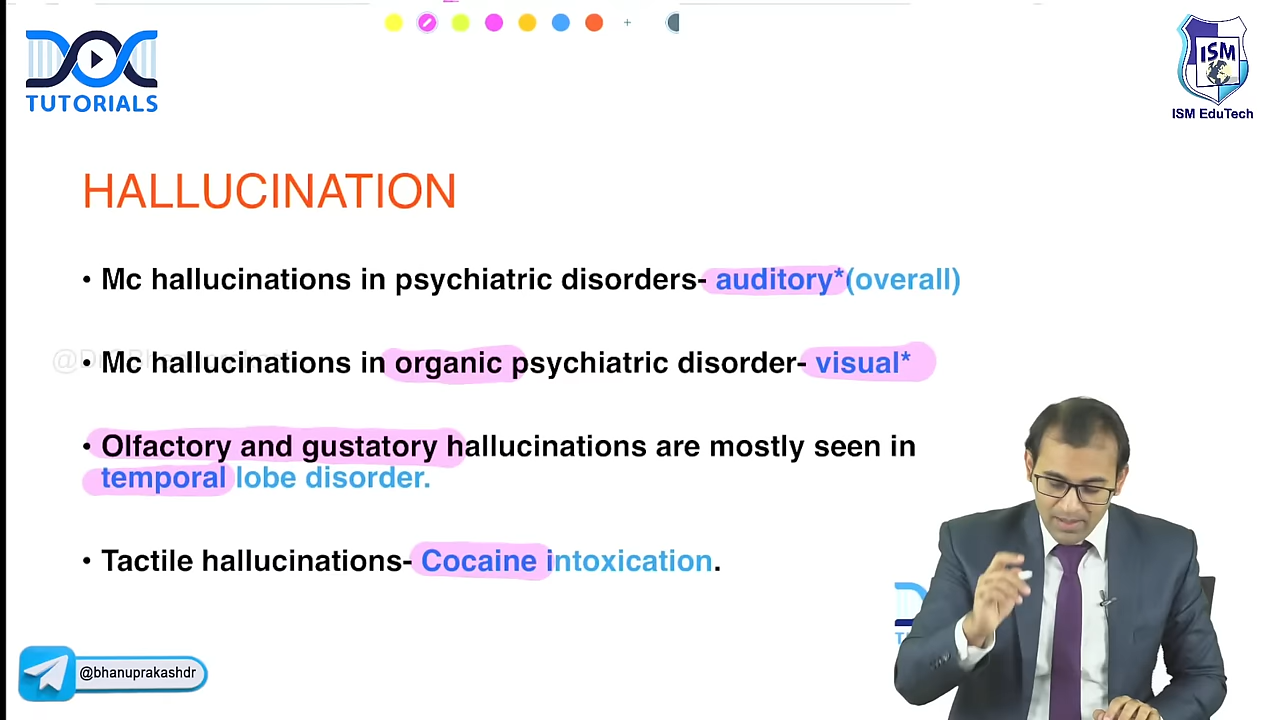 TUTORIALS
ISM
ISM EduTech
HALLUCINATION
• Mc hallucinations in psychiatric disorders- auditory*(overall)
• Mc hallucinations in organic psychiatric disorder- visual*
• Olfactory and gustatory hallucinations are mostly seen in
temporal lobe disorder.
• Tactile hallucinations- Cocaine intoxication.
@bhanuprakashdr